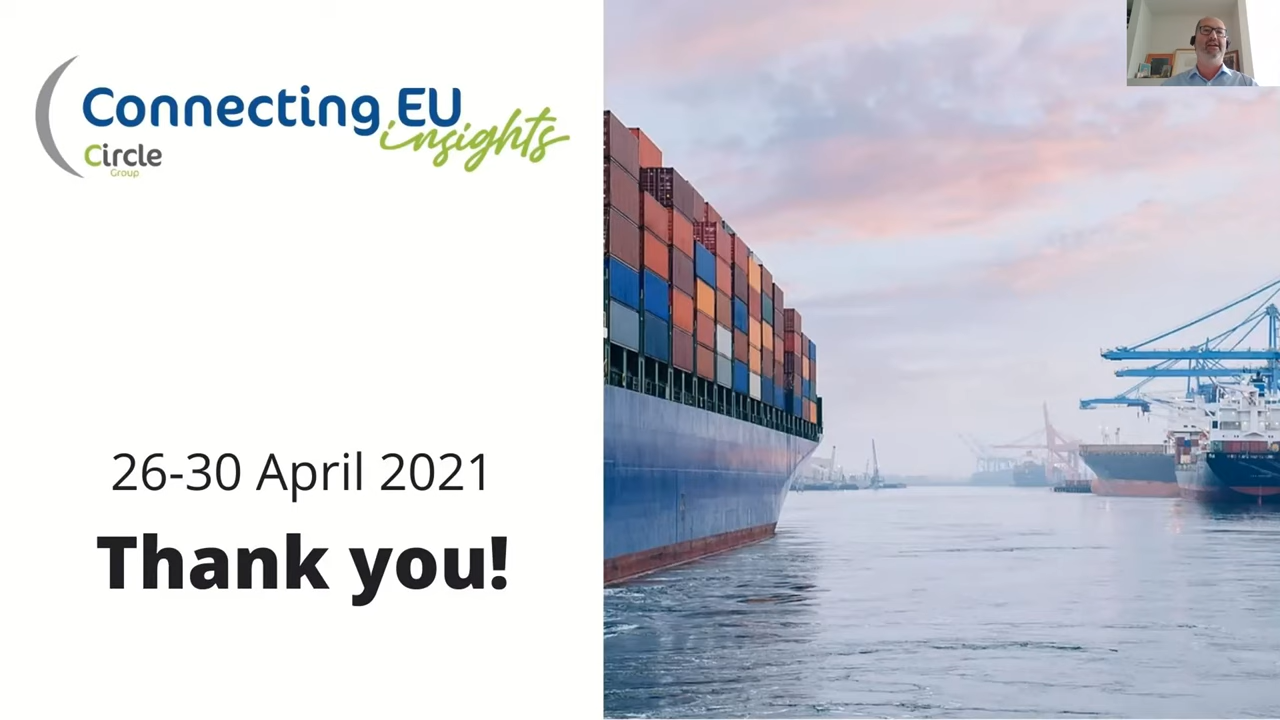 Connecting EU
insights
Circle
Group
26-30 April 2021
Thank you!